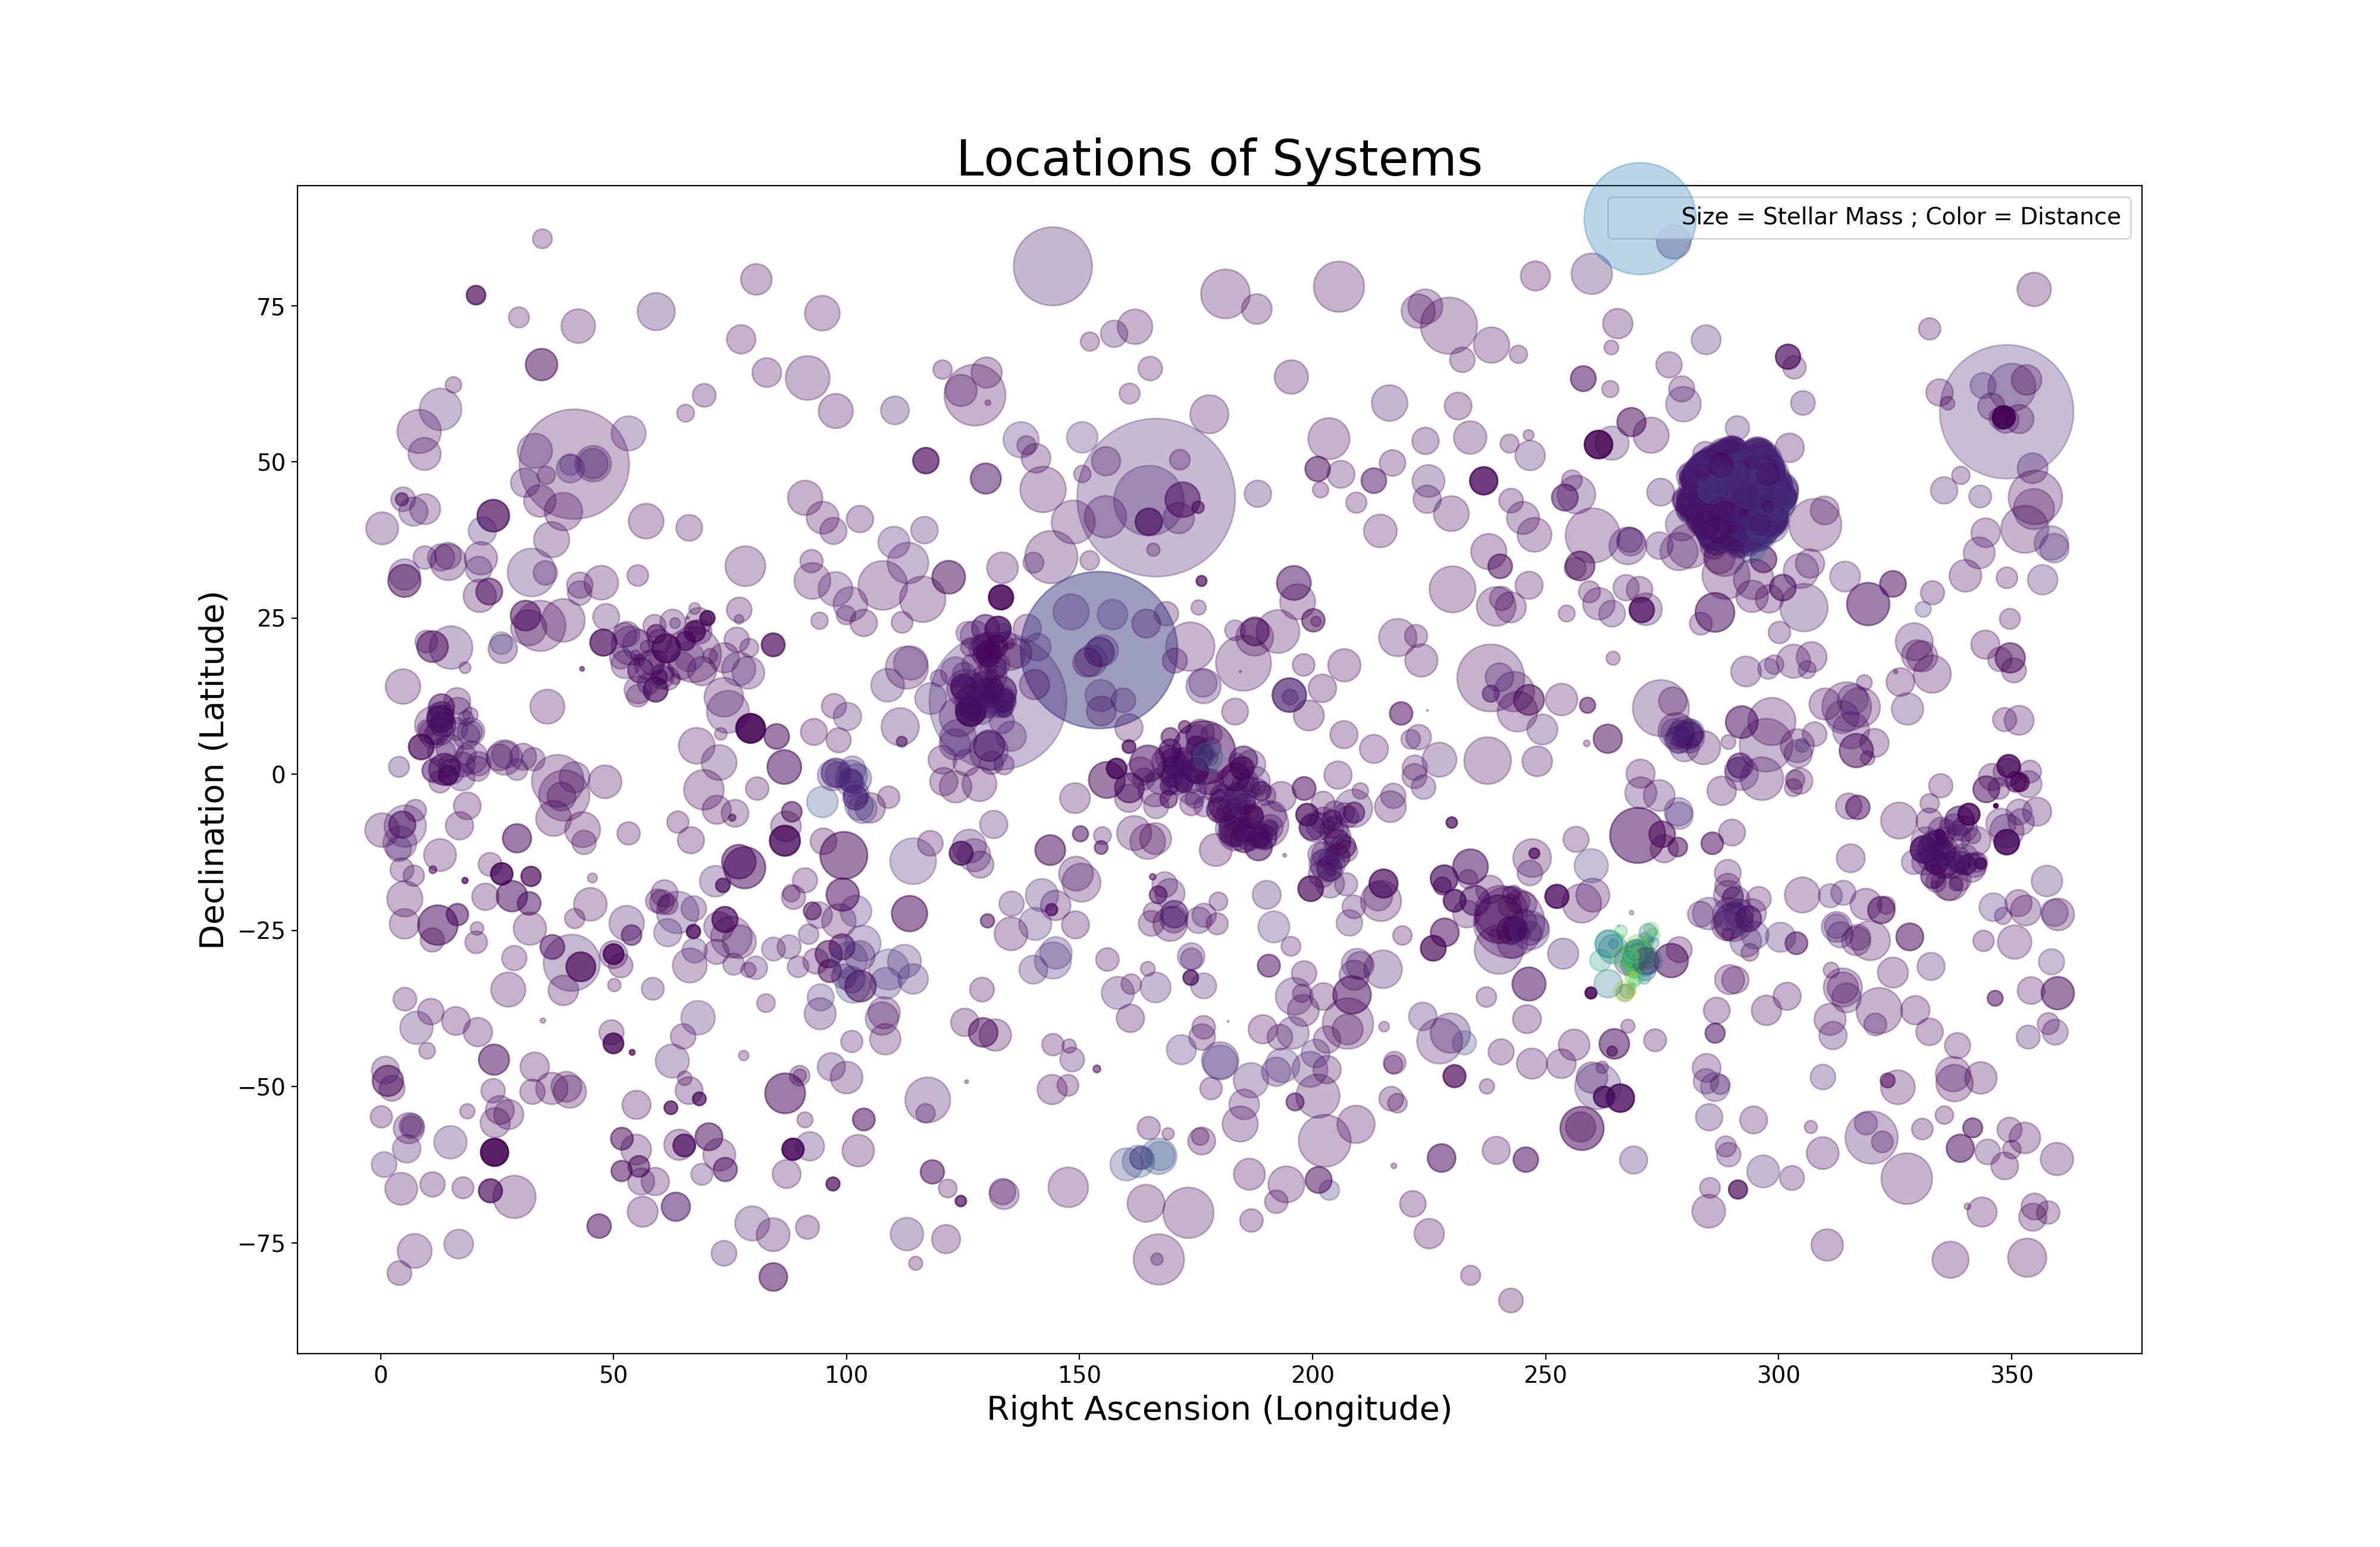 Locations of Systems
Size = Stellar Mass ; Color = Distance
75
50
25
0
−25
−50
−75
Declination (Latitude)
0 50 100 150 200 250 300 350
Right Ascension (Longitude)